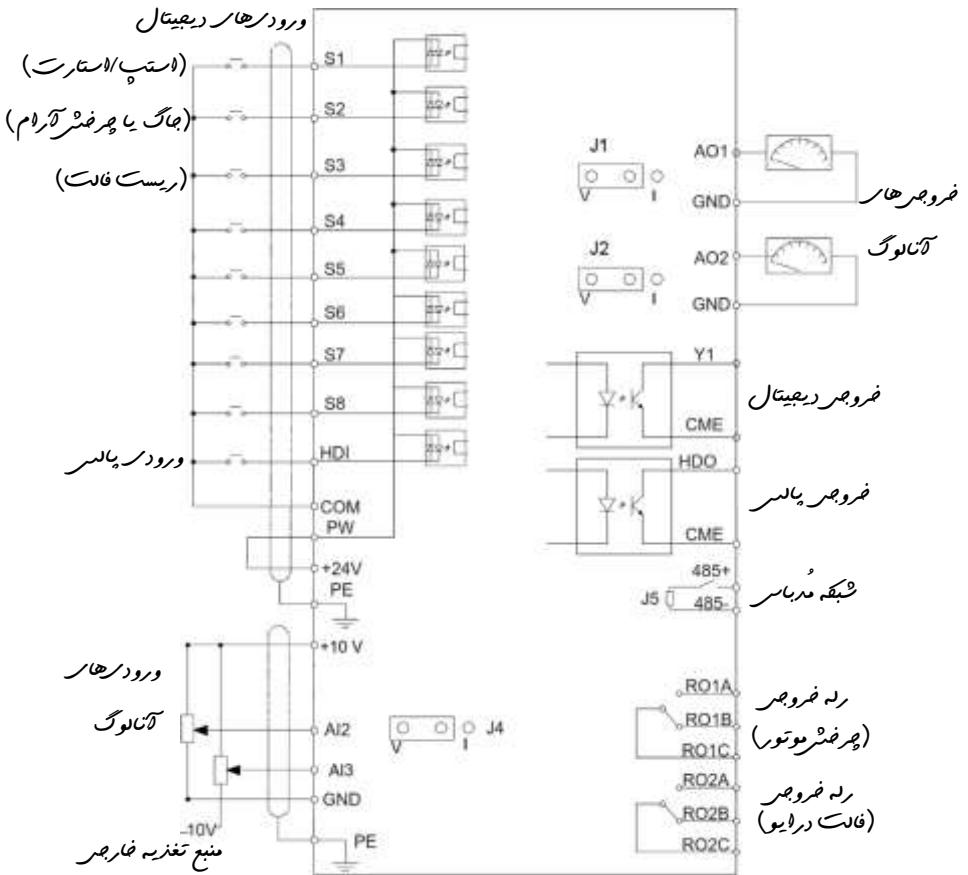 ورودی‌های دیجیتال
(استپ/استارت)
(جاگ یا چرخش آرام)
(ریست فالت)
ورودی پالسی
S1
S2
S3
S4
S5
S6
S7
S8
HDI
COM
PW
+24V
PE
ورودی‌های
آنالوگ
+10 V
AI2
AI3
GND
-10V
PE
منبع تغذیه خارجی
J4
V
I
J1
V
I
J2
V
I
AO1
GND
AO2
GND
خروجی‌های
آنالوگ
Y1
CME
خروجی دیجیتال
HDO
CME
خروجی پالسی
485+
J5
485-
شبکه مُدباس
RO1A
RO1B
RO1C
رله خروجی
(چرخش موتور)
RO2A
RO2B
RO2C
رله خروجی
(فالت درایو)